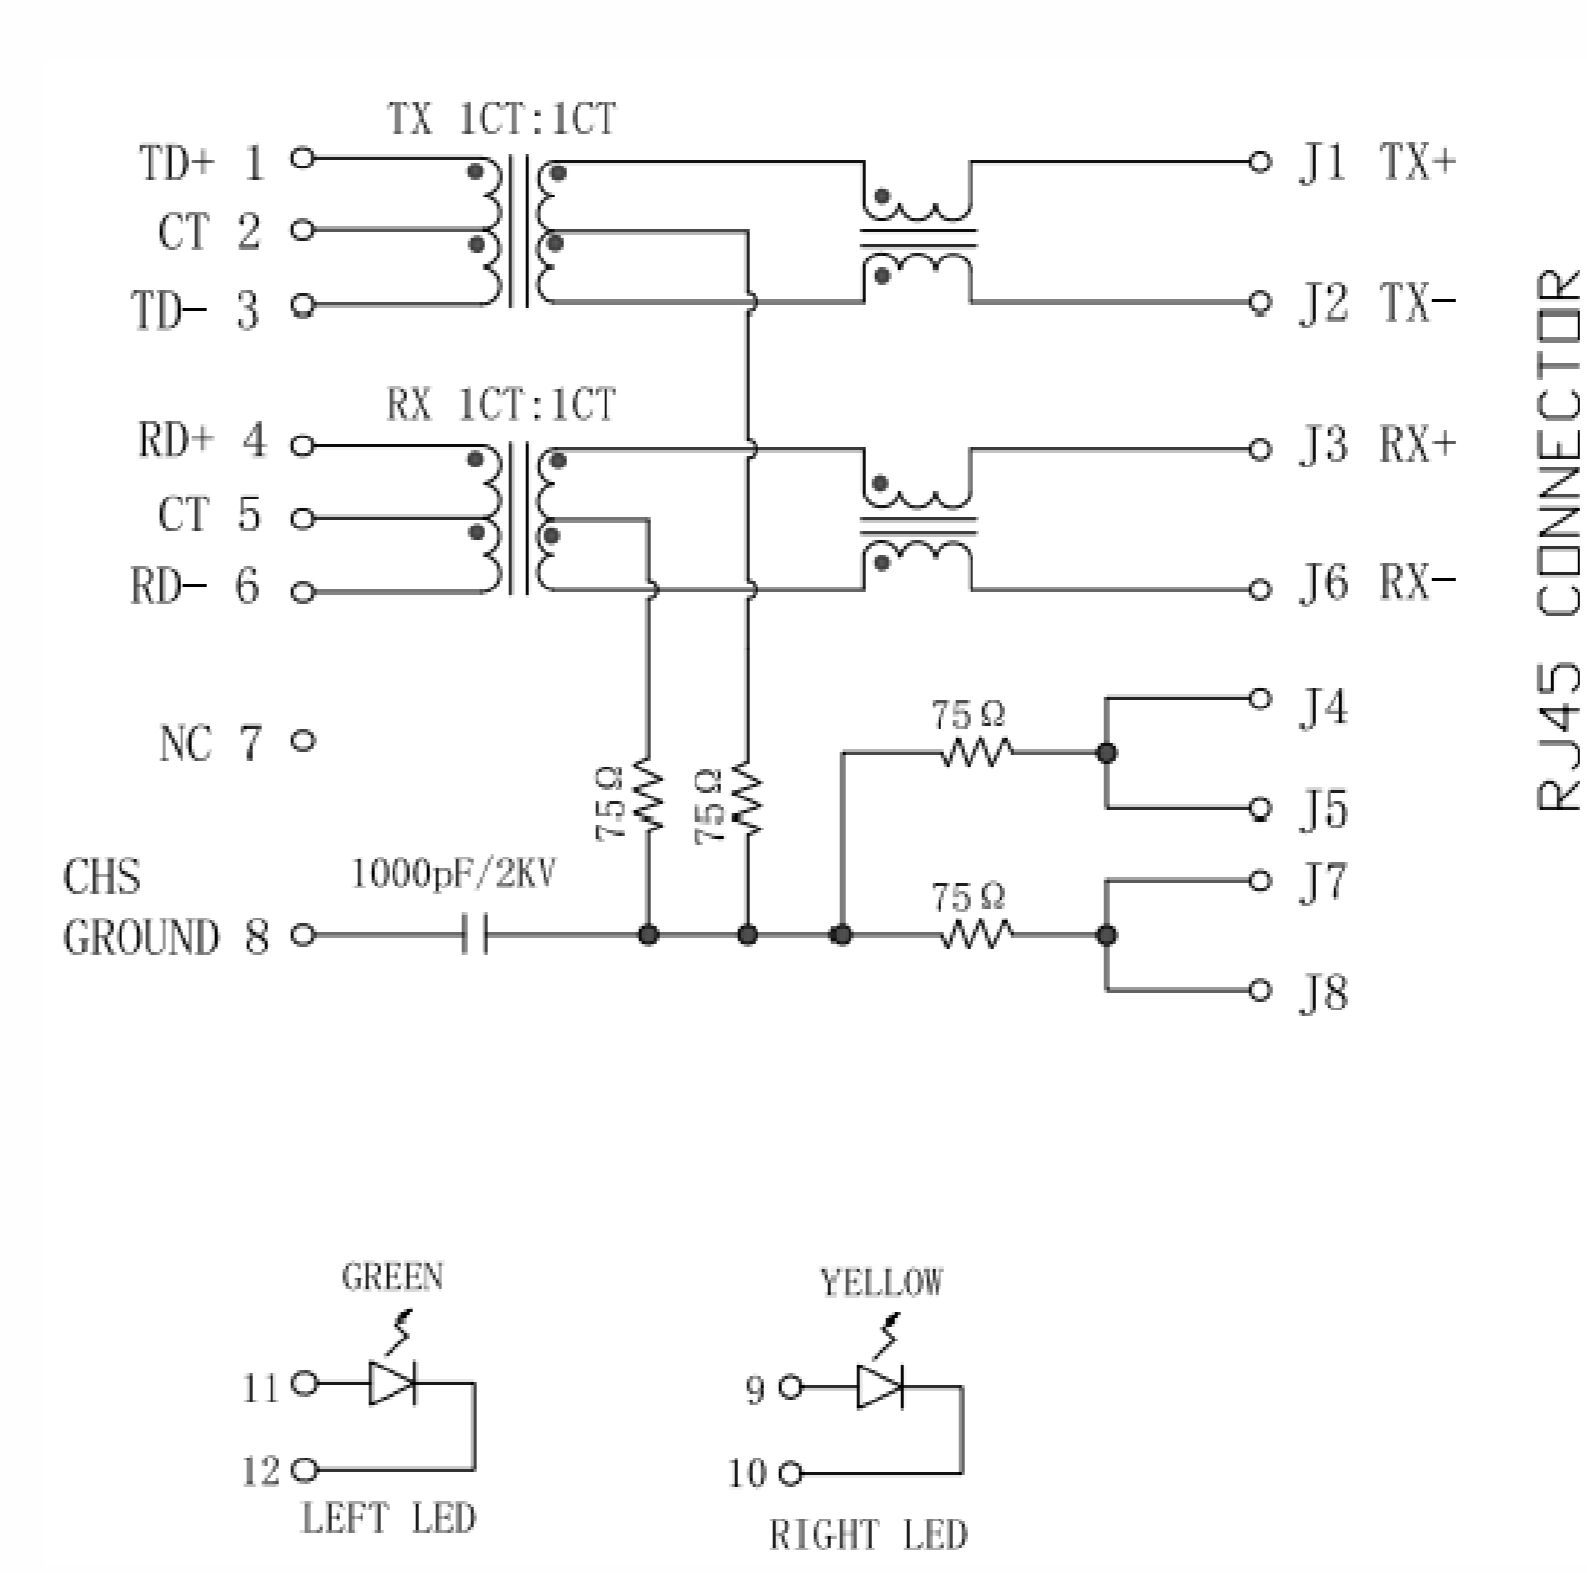 TX 1CT:1CT
TD+ 1
J1 TX+
CT 2
TD- 3
J2 TX-
RX 1CT:1CT
RD+ 4
J3 RX+
CT 5
RD- 6
J6 RX-
RJ45 CONNECTOR
75Ω
J4
NC 7
75Ω
75Ω
J5
CHS
GROUND 8
1000pF/2KV
75Ω
J7
J8
GREEN
11
12
LEFT LED
YELLOW
9
10
RIGHT LED